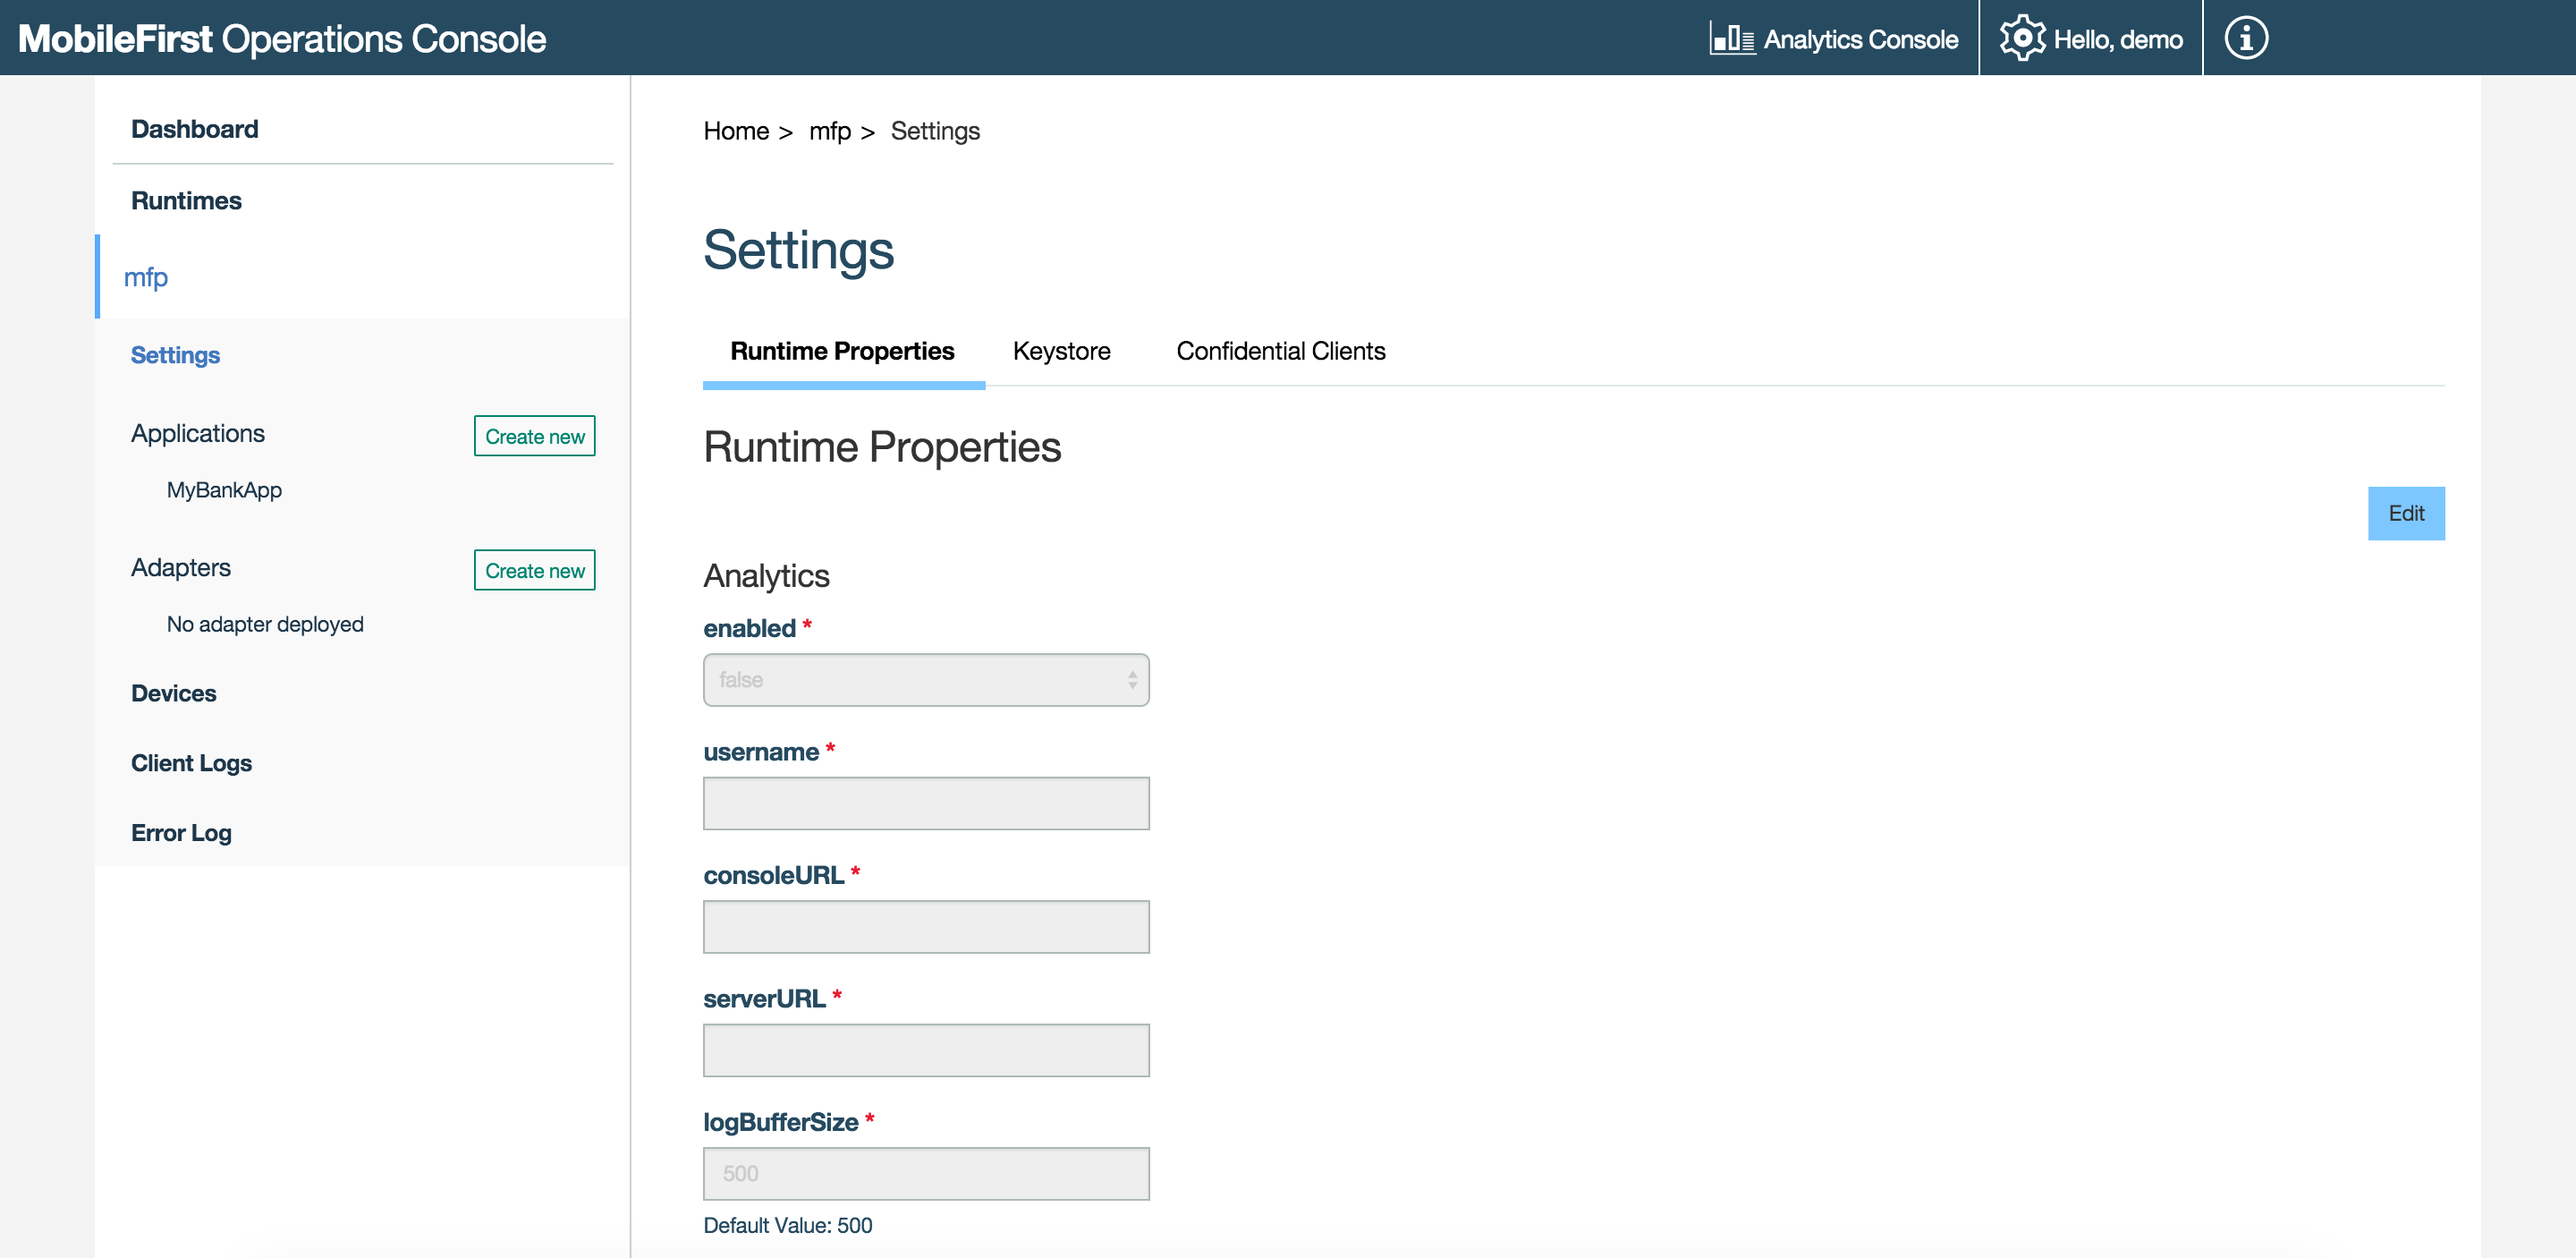 MobileFirst Operations Console
Analytics Console
Hello, demo
Dashboard
Runtimes
mfp
Settings
Applications
Create new
MyBankApp
Adapters
Create new
No adapter deployed
Devices
Client Logs
Error Log
Home > mfp > Settings
Settings
Runtime Properties
Keystore
Confidential Clients
Runtime Properties
Edit
Analytics
enabled *
false
username *
consoleURL *
serverURL *
logBufferSize *
500
Default Value: 500